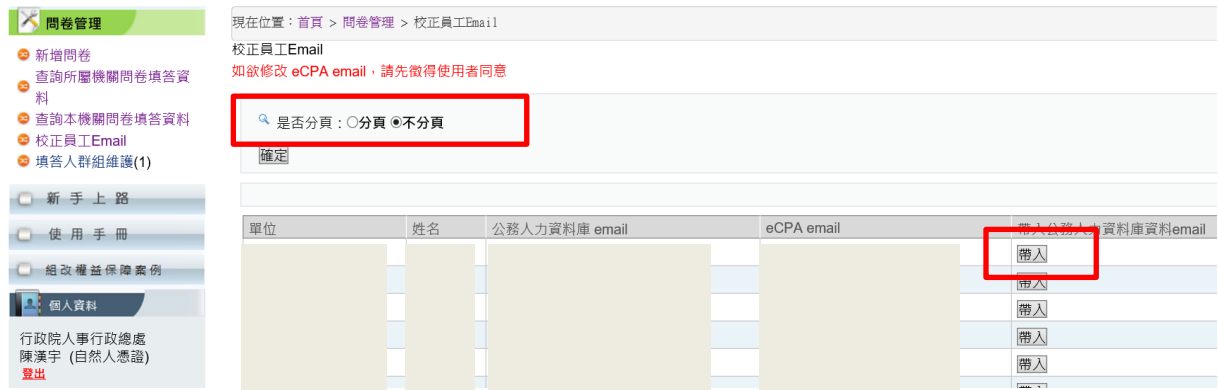 問卷管理
新增問卷
查詢所屬機關問卷填答資
料
查詢本機關問卷填答資料
校正員工Email
填答人群組維護(1)
新 手 上 路
使 用 手 冊
組改權益保障案例
個人資料
行政院人事行政總處
陳漢宇 (自然人憑證)
登出
現在位置：首頁 > 問卷管理 > 校正員工Email
校正員工Email
如欲修改 eCPA email，請先徵得使用者同意
是否分頁：○分頁 ◉不分頁
確定
單位 姓名 公務人力資料庫 email eCPA email 帶入公務人力資料庫資料email
帶入
帶入
帶入
帶入
帶入
帶入